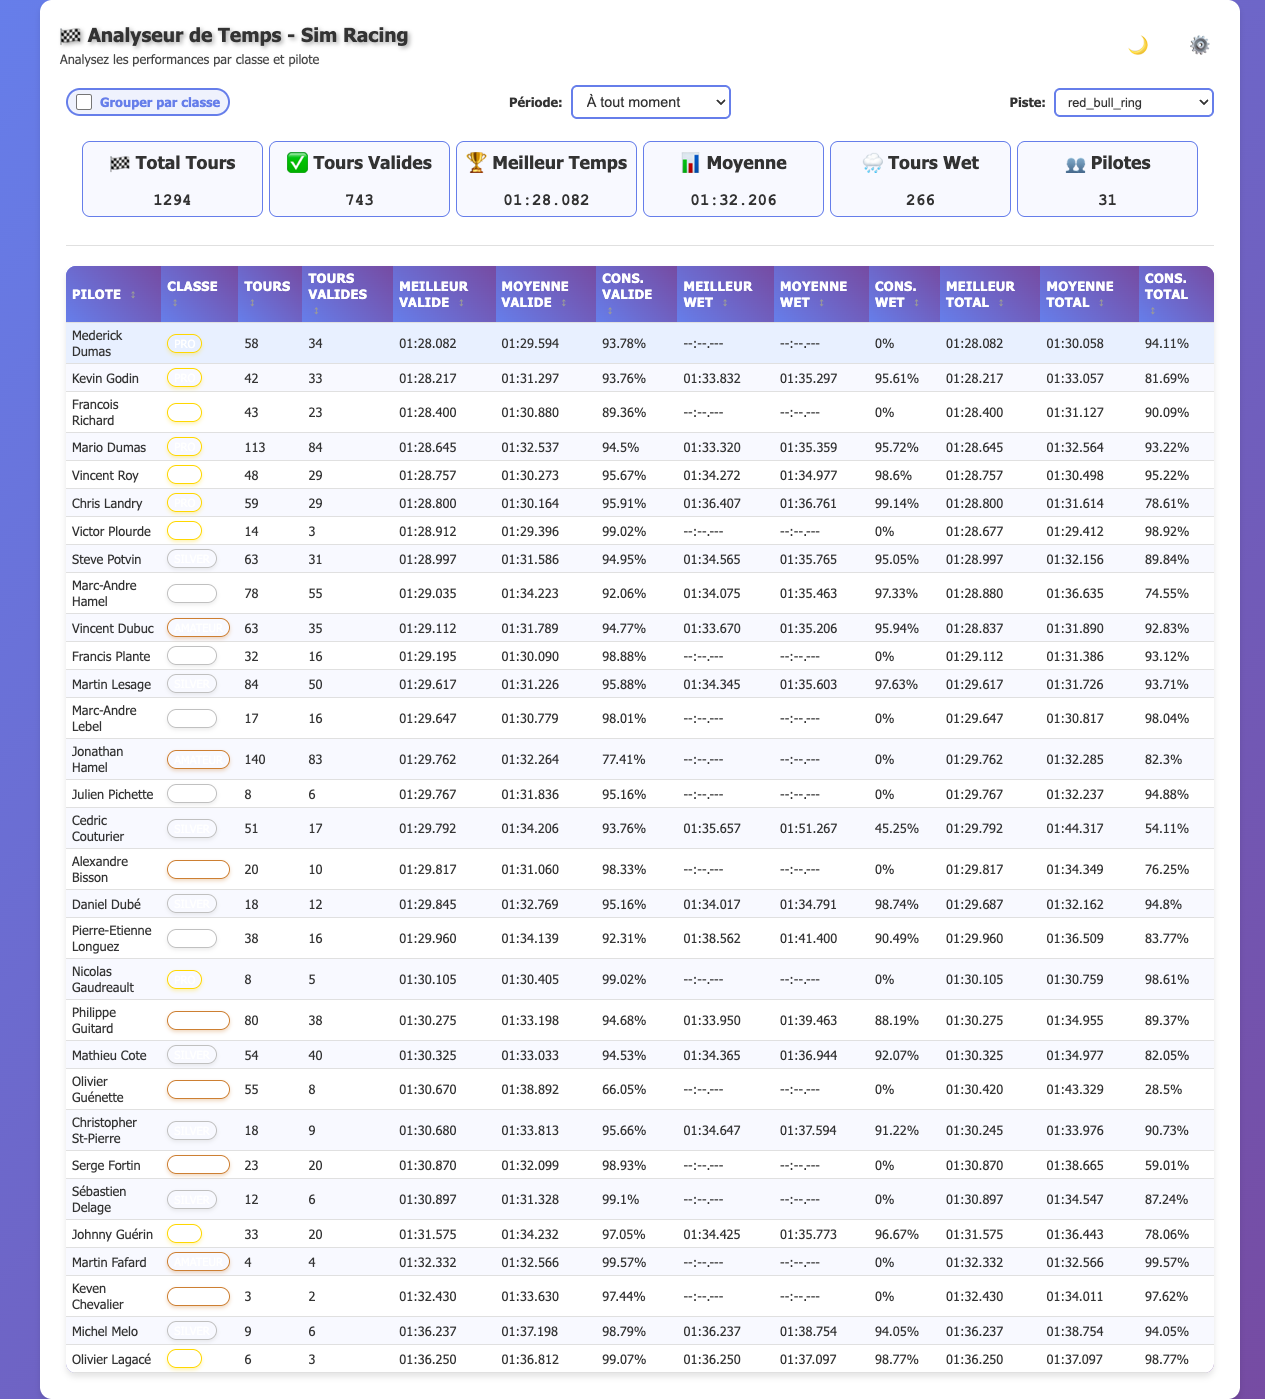 🏁 Analyseur de Temps - Sim Racing
Analysez les performances par classe et pilote
Grouper par classe
Période: À tout moment
Piste: red_bull_ring
🏁 Total Tours
1294
✅ Tours Valides
743
🏆 Meilleur Temps
01:28.082
📊 Moyenne
01:32.206
🌧️ Tours Wet
266
👥 Pilotes
31
PILOTE CLASSE TOURS TOURS VALIDES MEILLEUR VALIDE MOYENNE VALIDE CONS. VALIDE MEILLEUR WET MOYENNE WET CONS. WET MEILLEUR TOTAL MOYENNE TOTAL CONS. TOTAL
Mederick Dumas PRO 58 34 01:28.082 01:29.594 93.78% --:--.--- --:--.--- 0% 01:28.082 01:30.058 94.11%
Kevin Godin 42 33 01:28.217 01:31.297 93.76% 01:33.832 01:35.297 95.61% 01:28.217 01:33.057 81.69%
Francois Richard 43 23 01:28.400 01:30.880 89.36% --:--.--- --:--.--- 0% 01:28.400 01:31.127 90.09%
Mario Dumas 113 84 01:28.645 01:32.537 94.5% 01:33.320 01:35.359 95.72% 01:28.645 01:32.564 93.22%
Vincent Roy 48 29 01:28.757 01:30.273 95.67% 01:34.272 01:34.977 98.6% 01:28.757 01:30.498 95.22%
Chris Landry 59 29 01:28.800 01:30.164 95.91% 01:36.407 01:36.761 99.14% 01:28.800 01:31.614 78.61%
Victor Plourde 14 3 01:28.912 01:29.396 99.02% --:--.--- --:--.--- 0% 01:28.677 01:29.412 98.92%
Steve Potvin 63 31 01:28.997 01:31.586 94.95% 01:34.565 01:35.765 95.05% 01:28.997 01:32.156 89.84%
Marc-Andre Hamel 78 55 01:29.035 01:34.223 92.06% 01:34.075 01:35.463 97.33% 01:28.880 01:36.635 74.55%
Vincent Dubuc 63 35 01:29.112 01:31.789 94.77% 01:33.670 01:35.206 95.94% 01:28.837 01:31.890 92.83%
Francis Plante 32 16 01:29.195 01:30.090 98.88% --:--.--- --:--.--- 0% 01:29.112 01:31.386 93.12%
Martin Lesage 84 50 01:29.617 01:31.226 95.88% 01:34.345 01:35.603 97.63% 01:29.617 01:31.726 93.71%
Marc-Andre Lebel 17 16 01:29.647 01:30.779 98.01% --:--.--- --:--.--- 0% 01:29.647 01:30.817 98.04%
Jonathan Hamel 140 83 01:29.762 01:32.264 77.41% --:--.--- --:--.--- 0% 01:29.762 01:32.285 82.3%
Julien Pichette 8 6 01:29.767 01:31.836 95.16% --:--.--- --:--.--- 0% 01:29.767 01:32.237 94.88%
Cedric Couturier 51 17 01:29.792 01:34.206 93.76% 01:35.657 01:51.267 45.25% 01:29.792 01:44.317 54.11%
Alexandre Bisson 20 10 01:29.817 01:31.060 98.33% --:--.--- --:--.--- 0% 01:29.817 01:34.349 76.25%
Daniel Dubé 18 12 01:29.845 01:32.769 95.16% 01:34.017 01:34.791 98.74% 01:29.687 01:32.162 94.8%
Pierre-Etienne Longuez 38 16 01:29.960 01:34.139 92.31% 01:38.562 01:41.400 90.49% 01:29.960 01:36.509 83.77%
Nicolas Gaudreault 8 5 01:30.105 01:30.405 99.02% --:--.--- --:--.--- 0% 01:30.105 01:30.759 98.61%
Philippe Guitard 80 38 01:30.275 01:33.198 94.68% 01:33.950 01:39.463 88.19% 01:30.275 01:34.955 89.37%
Mathieu Cote 54 40 01:30.325 01:33.033 94.53% 01:34.365 01:36.944 92.07% 01:30.325 01:34.977 82.05%
Olivier Guénette 55 8 01:30.670 01:38.892 66.05% --:--.--- --:--.--- 0% 01:30.420 01:43.329 28.5%
Christopher St-Pierre 18 9 01:30.680 01:33.813 95.66% 01:34.647 01:37.594 91.22% 01:30.245 01:33.976 90.73%
Serge Fortin 23 20 01:30.870 01:32.099 98.93% --:--.--- --:--.--- 0% 01:30.870 01:38.665 59.01%
Sébastien Delage 12 6 01:30.897 01:31.328 99.1% --:--.--- --:--.--- 0% 01:30.897 01:34.547 87.24%
Johnny Guérin 33 20 01:31.575 01:34.232 97.05% 01:34.425 01:35.773 96.67% 01:31.575 01:36.443 78.06%
Martin Fafard 4 4 01:32.332 01:32.566 99.57% --:--.--- --:--.--- 0% 01:32.332 01:32.566 99.57%
Keven Chevalier 3 2 01:32.430 01:33.630 97.44% --:--.--- --:--.--- 0% 01:32.430 01:34.011 97.62%
Michel Melo 9 6 01:36.237 01:37.198 98.79% 01:36.237 01:38.754 94.05% 01:36.237 01:38.754 94.05%
Olivier Lagacé 6 3 01:36.250 01:36.812 99.07% 01:36.250 01:37.097 98.77% 01:36.250 01:37.097 98.77%